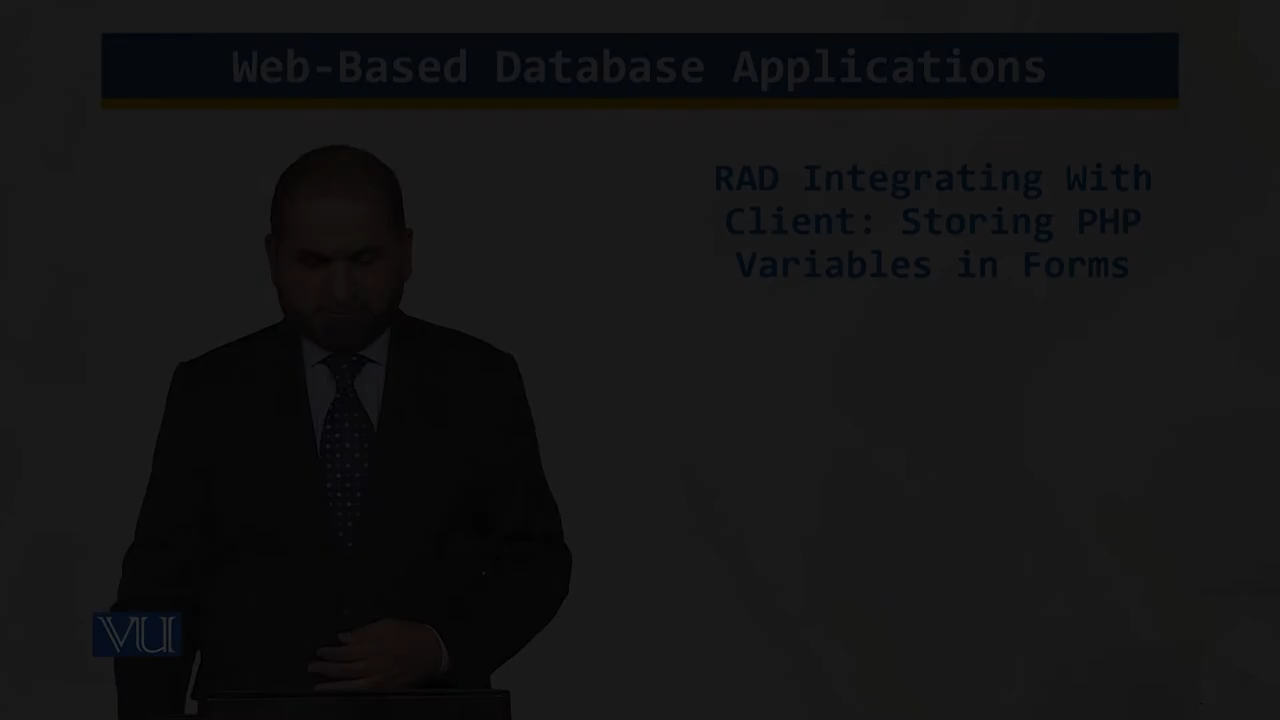 Web-Based Database Applications
RAD Integrating With
Client: Storing PHP
Variables in Forms
VU